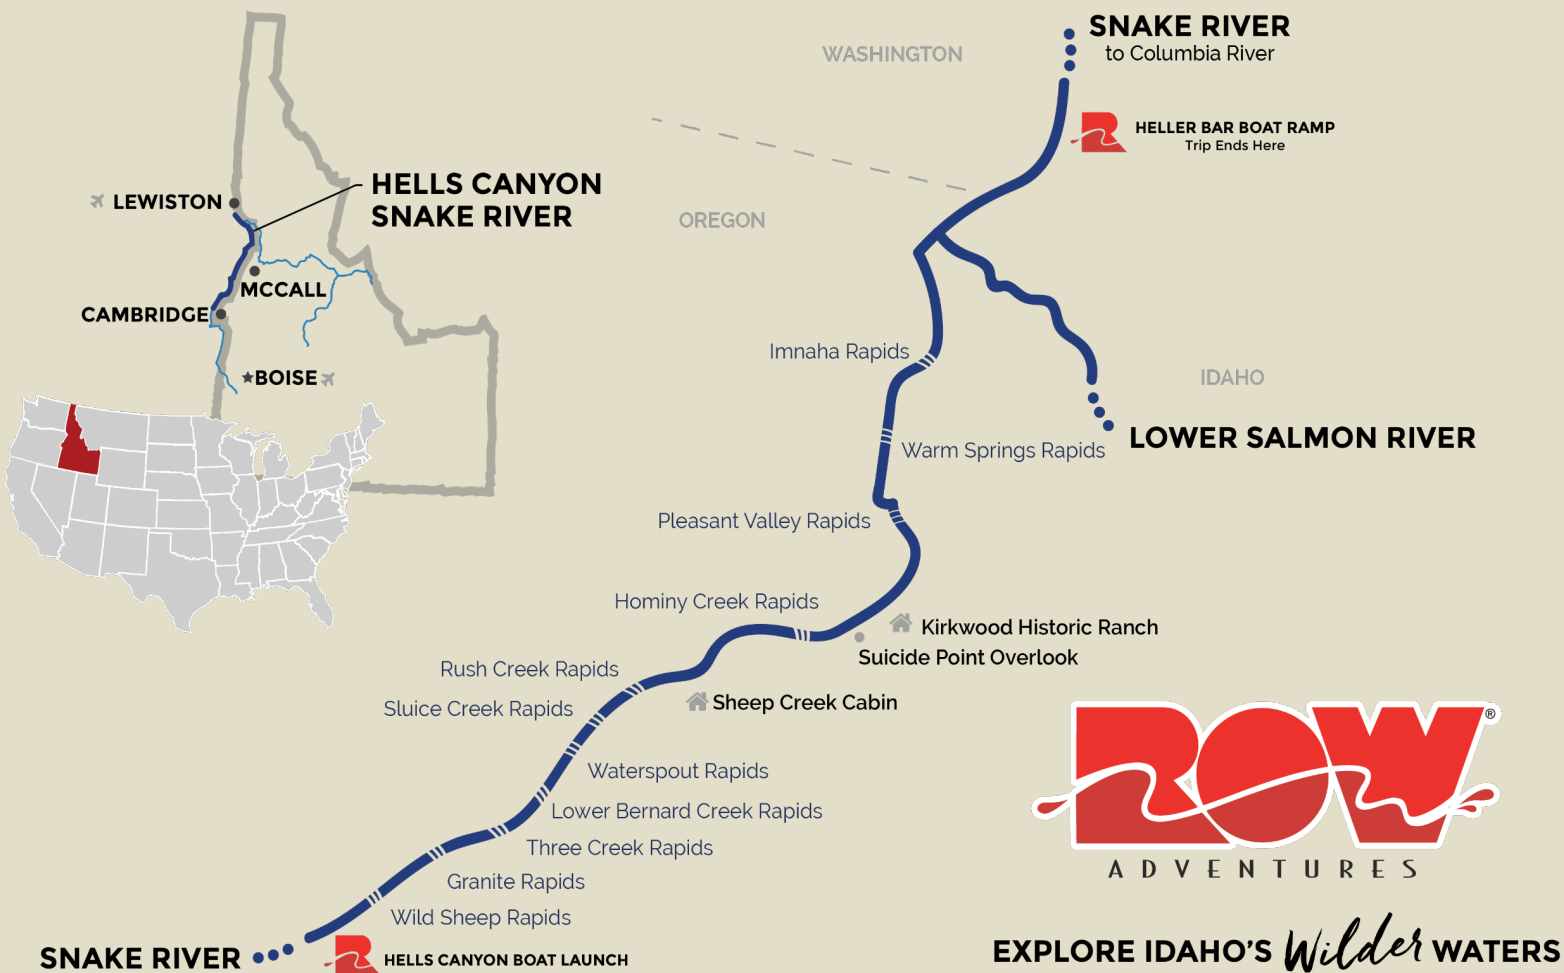 SNAKE RIVER
to Columbia River
WASHINGTON
HELLER BAR BOAT RAMP
Trip Ends Here
HELLS CANYON
SNAKE RIVER
LEWISTON
OREGON
MCCALL
CAMBRIDGE
BOISE
Imnaha Rapids
IDAHO
LOWER SALMON RIVER
Warm Springs Rapids
Pleasant Valley Rapids
Hominy Creek Rapids
Kirkwood Historic Ranch
Suicide Point Overlook
Rush Creek Rapids
Sheep Creek Cabin
Sluice Creek Rapids
Waterspout Rapids
Lower Bernard Creek Rapids
Three Creek Rapids
Granite Rapids
Wild Sheep Rapids
SNAKE RIVER
HELLS CANYON BOAT LAUNCH
ROW®
ADVENTURES
EXPLORE IDAHO'S Wilder WATERS